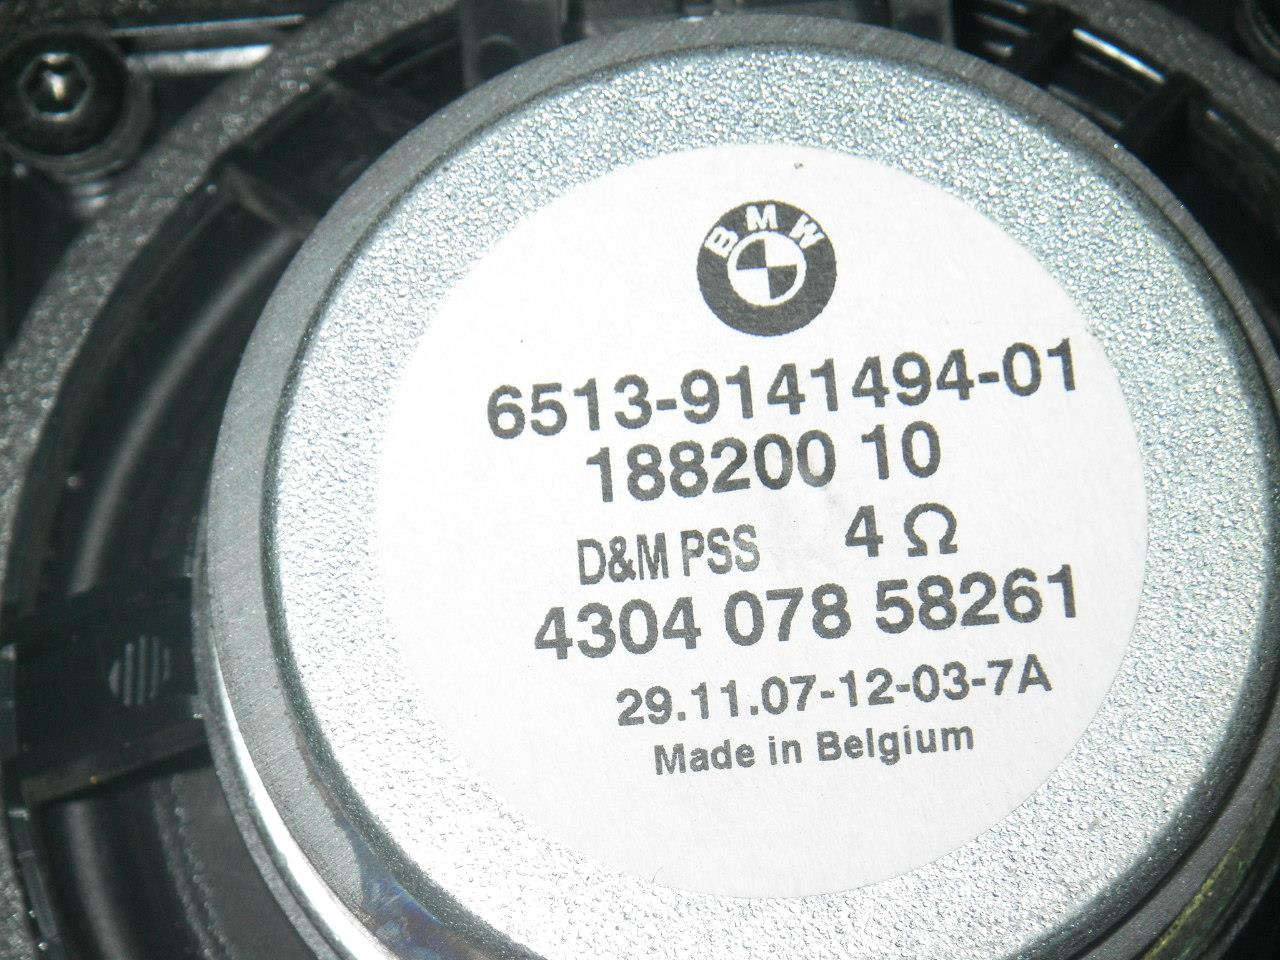 BMW
6513-9141494-01
188200 10
D&M PSS 4 Ω
4304 078 58261
29.11.07-12-03-7A
Made in Belgium